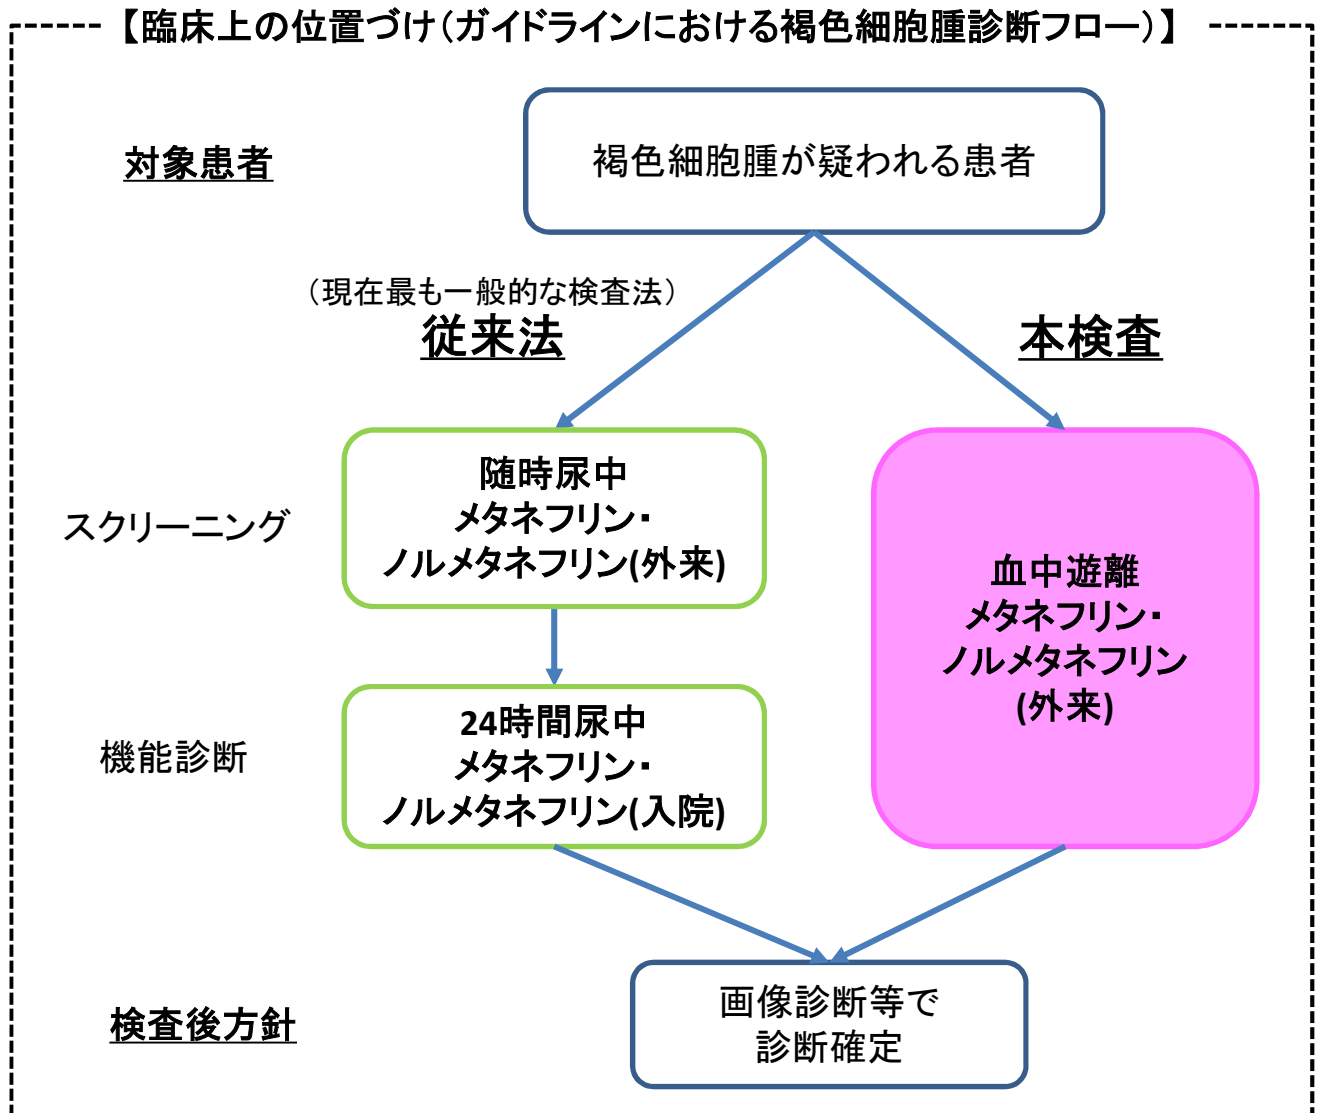 【臨床上の位置づけ(ガイドラインにおける褐色細胞腫診断フロー)】
対象患者
褐色細胞腫が疑われる患者
（現在最も一般的な検査法）
従来法
本検査
スクリーニング
随時尿中
メタネフリン・
ノルメタネフリン(外来)
機能診断
24時間尿中
メタネフリン・
ノルメタネフリン(入院)
血中遊離
メタネフリン・
ノルメタネフリン
(外来)
検査後方針
画像診断等で
診断確定